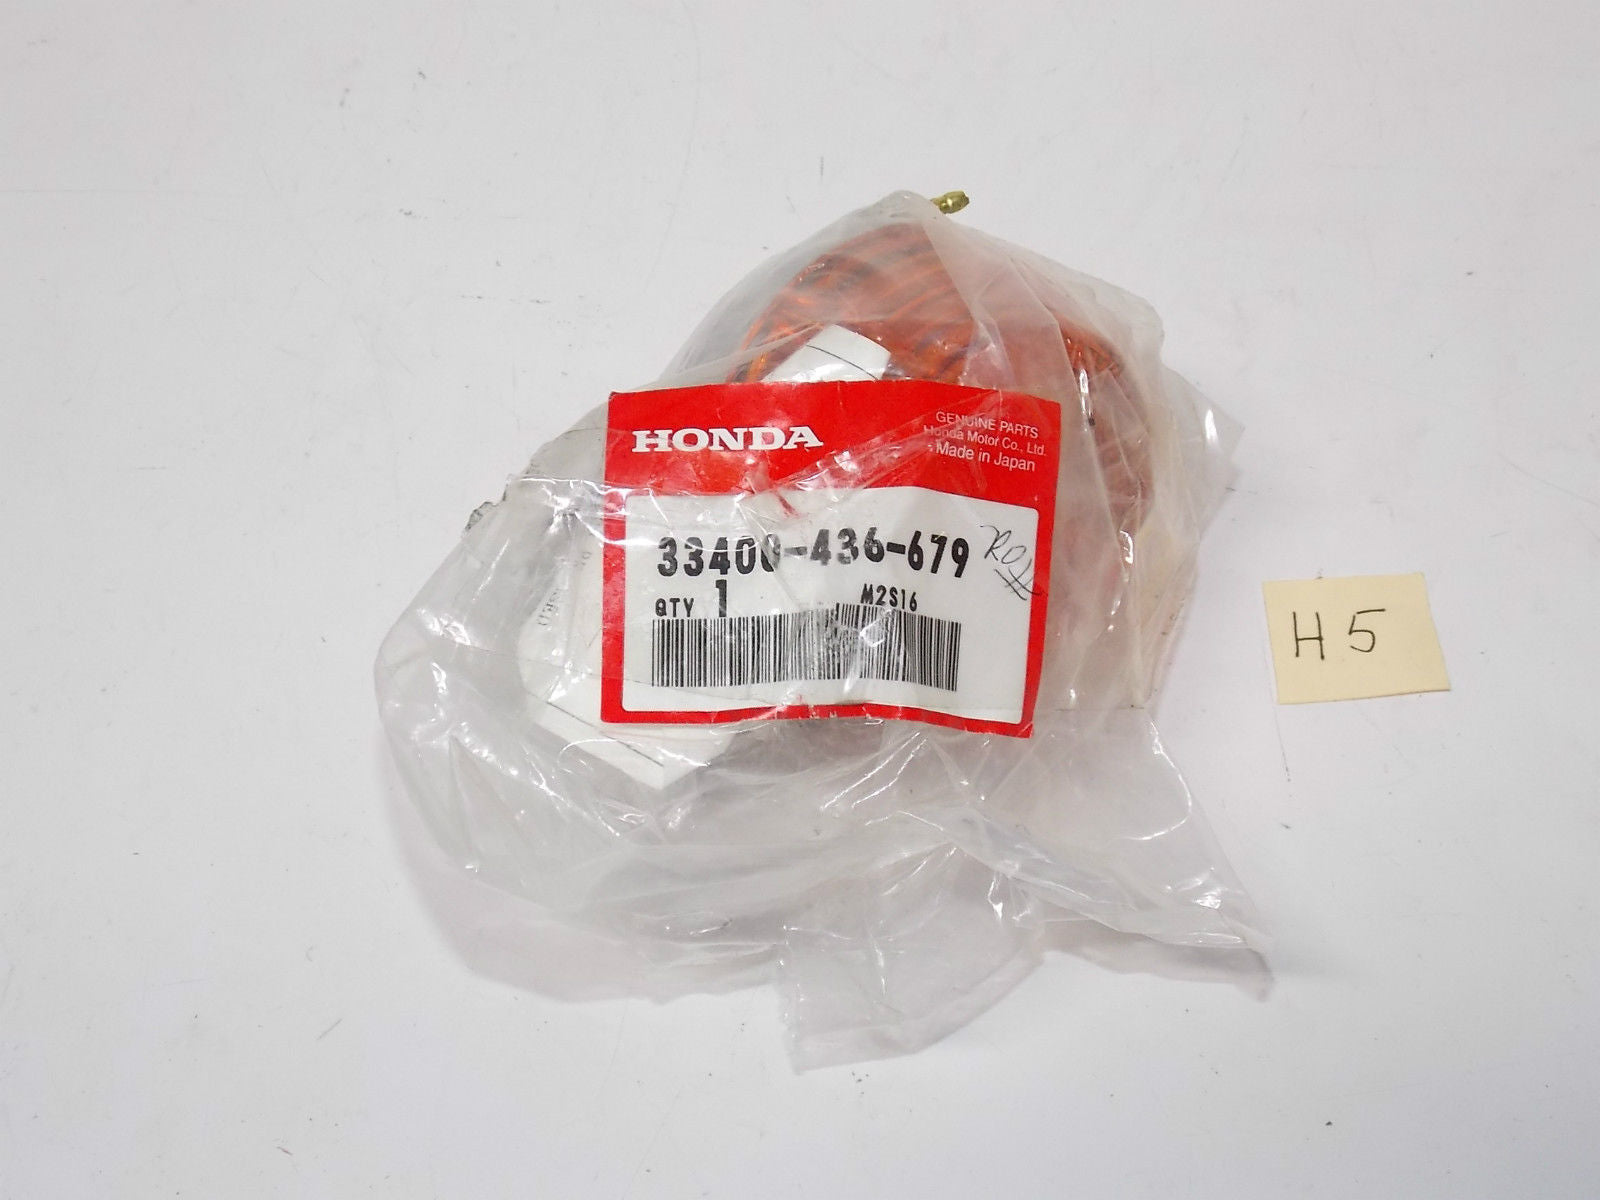 HONDA
GENUINE PARTS
Honda Motor Co., Ltd.
Made in Japan
33400-436-679
QTY 1
M2S16
H5